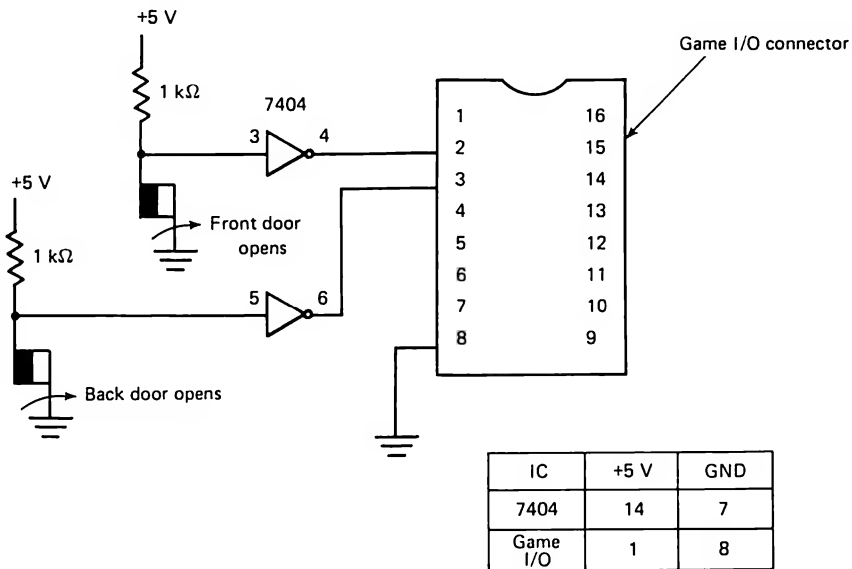 +5 V
Game I/O connector
1 kΩ
7404
1 16
3 4
2 15
+5 V
3 14
4 13
Front door
opens
5 12
1 kΩ
6 11
5 6
7 10
8 9
Back door opens
IC +5 V GND
7404 14 7
Game
I/O 1 8